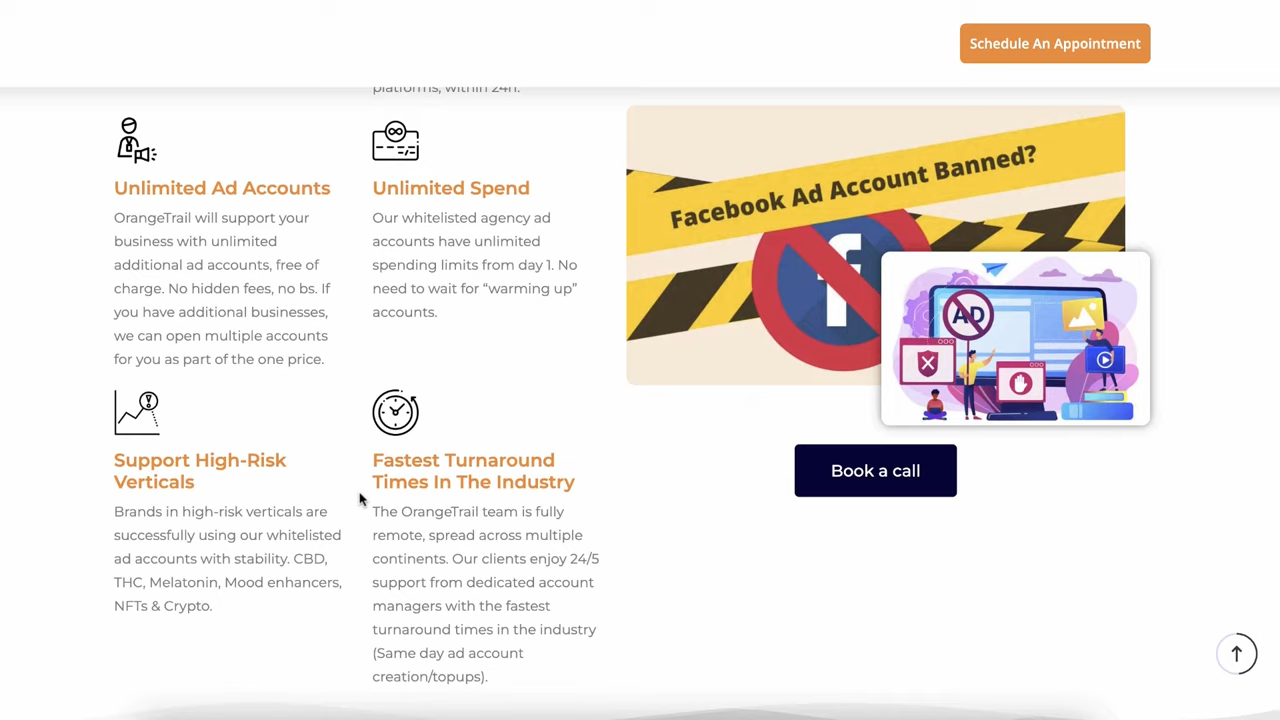 Schedule An Appointment
platforms, within 24h.
Unlimited Ad Accounts
OrangeTrail will support your
business with unlimited
additional ad accounts, free of
charge. No hidden fees, no bs. If
you have additional businesses,
we can open multiple accounts
for you as part of the one price.
Unlimited Spend
Our whitelisted agency ad
accounts have unlimited
spending limits from day 1. No
need to wait for “warming up”
accounts.
Facebook Ad Account Banned?
f
AD
Support High-Risk
Verticals
Brands in high-risk verticals are
successfully using our whitelisted
ad accounts with stability. CBD,
THC, Melatonin, Mood enhancers,
NFTs & Crypto.
Fastest Turnaround
Times In The Industry
The OrangeTrail team is fully
remote, spread across multiple
continents. Our clients enjoy 24/5
support from dedicated account
managers with the fastest
turnaround times in the industry
(Same day ad account
creation/topups).
Book a call